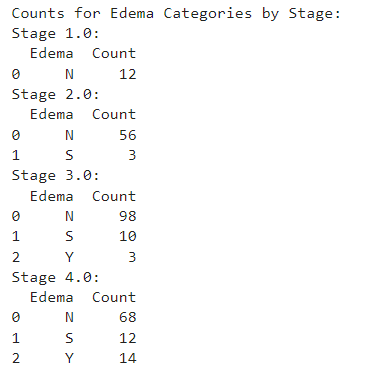 Counts for Edema Categories by Stage:
Stage 1.0:
  Edema  Count
0     N     12
Stage 2.0:
  Edema  Count
0     N     56
1     S      3
Stage 3.0:
  Edema  Count
0     N     98
1     S     10
2     Y      3
Stage 4.0:
  Edema  Count
0     N     68
1     S     12
2     Y     14